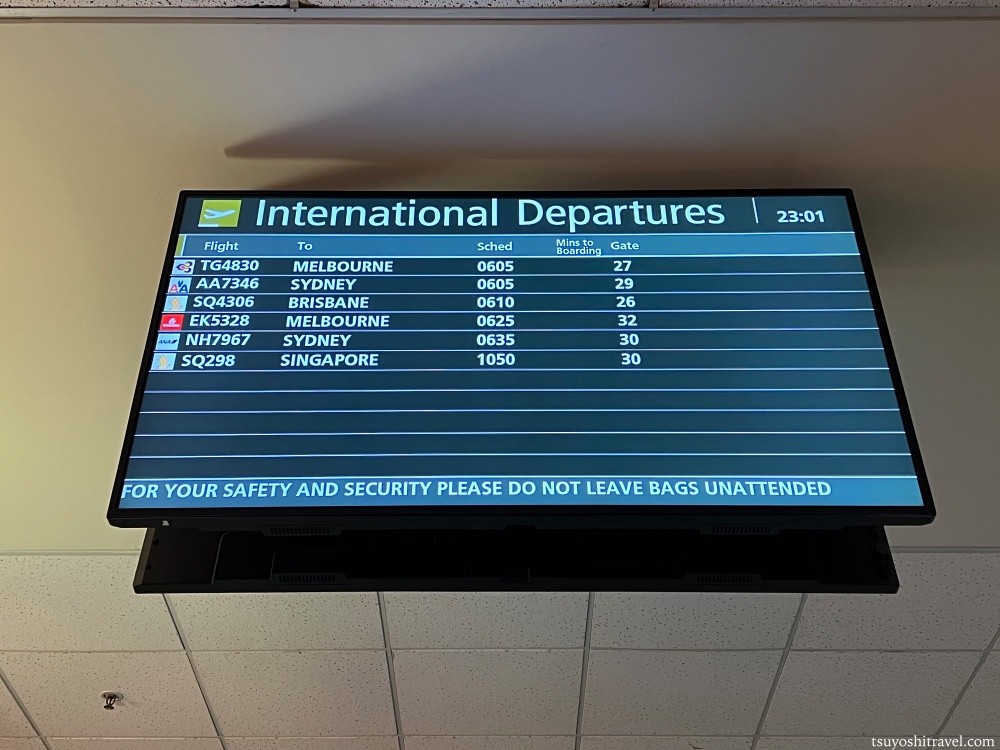 International Departures 23:01
Flight To Sched Mins to Boarding Gate
TG4830 MELBOURNE 0605 27
AA7346 SYDNEY 0605 29
SQ4306 BRISBANE 0610 26
EK5328 MELBOURNE 0625 32
NH7967 SYDNEY 0635 30
SQ298 SINGAPORE 1050 30
FOR YOUR SAFETY AND SECURITY PLEASE DO NOT LEAVE BAGS UNATTENDED
tsuyoshitravel.com